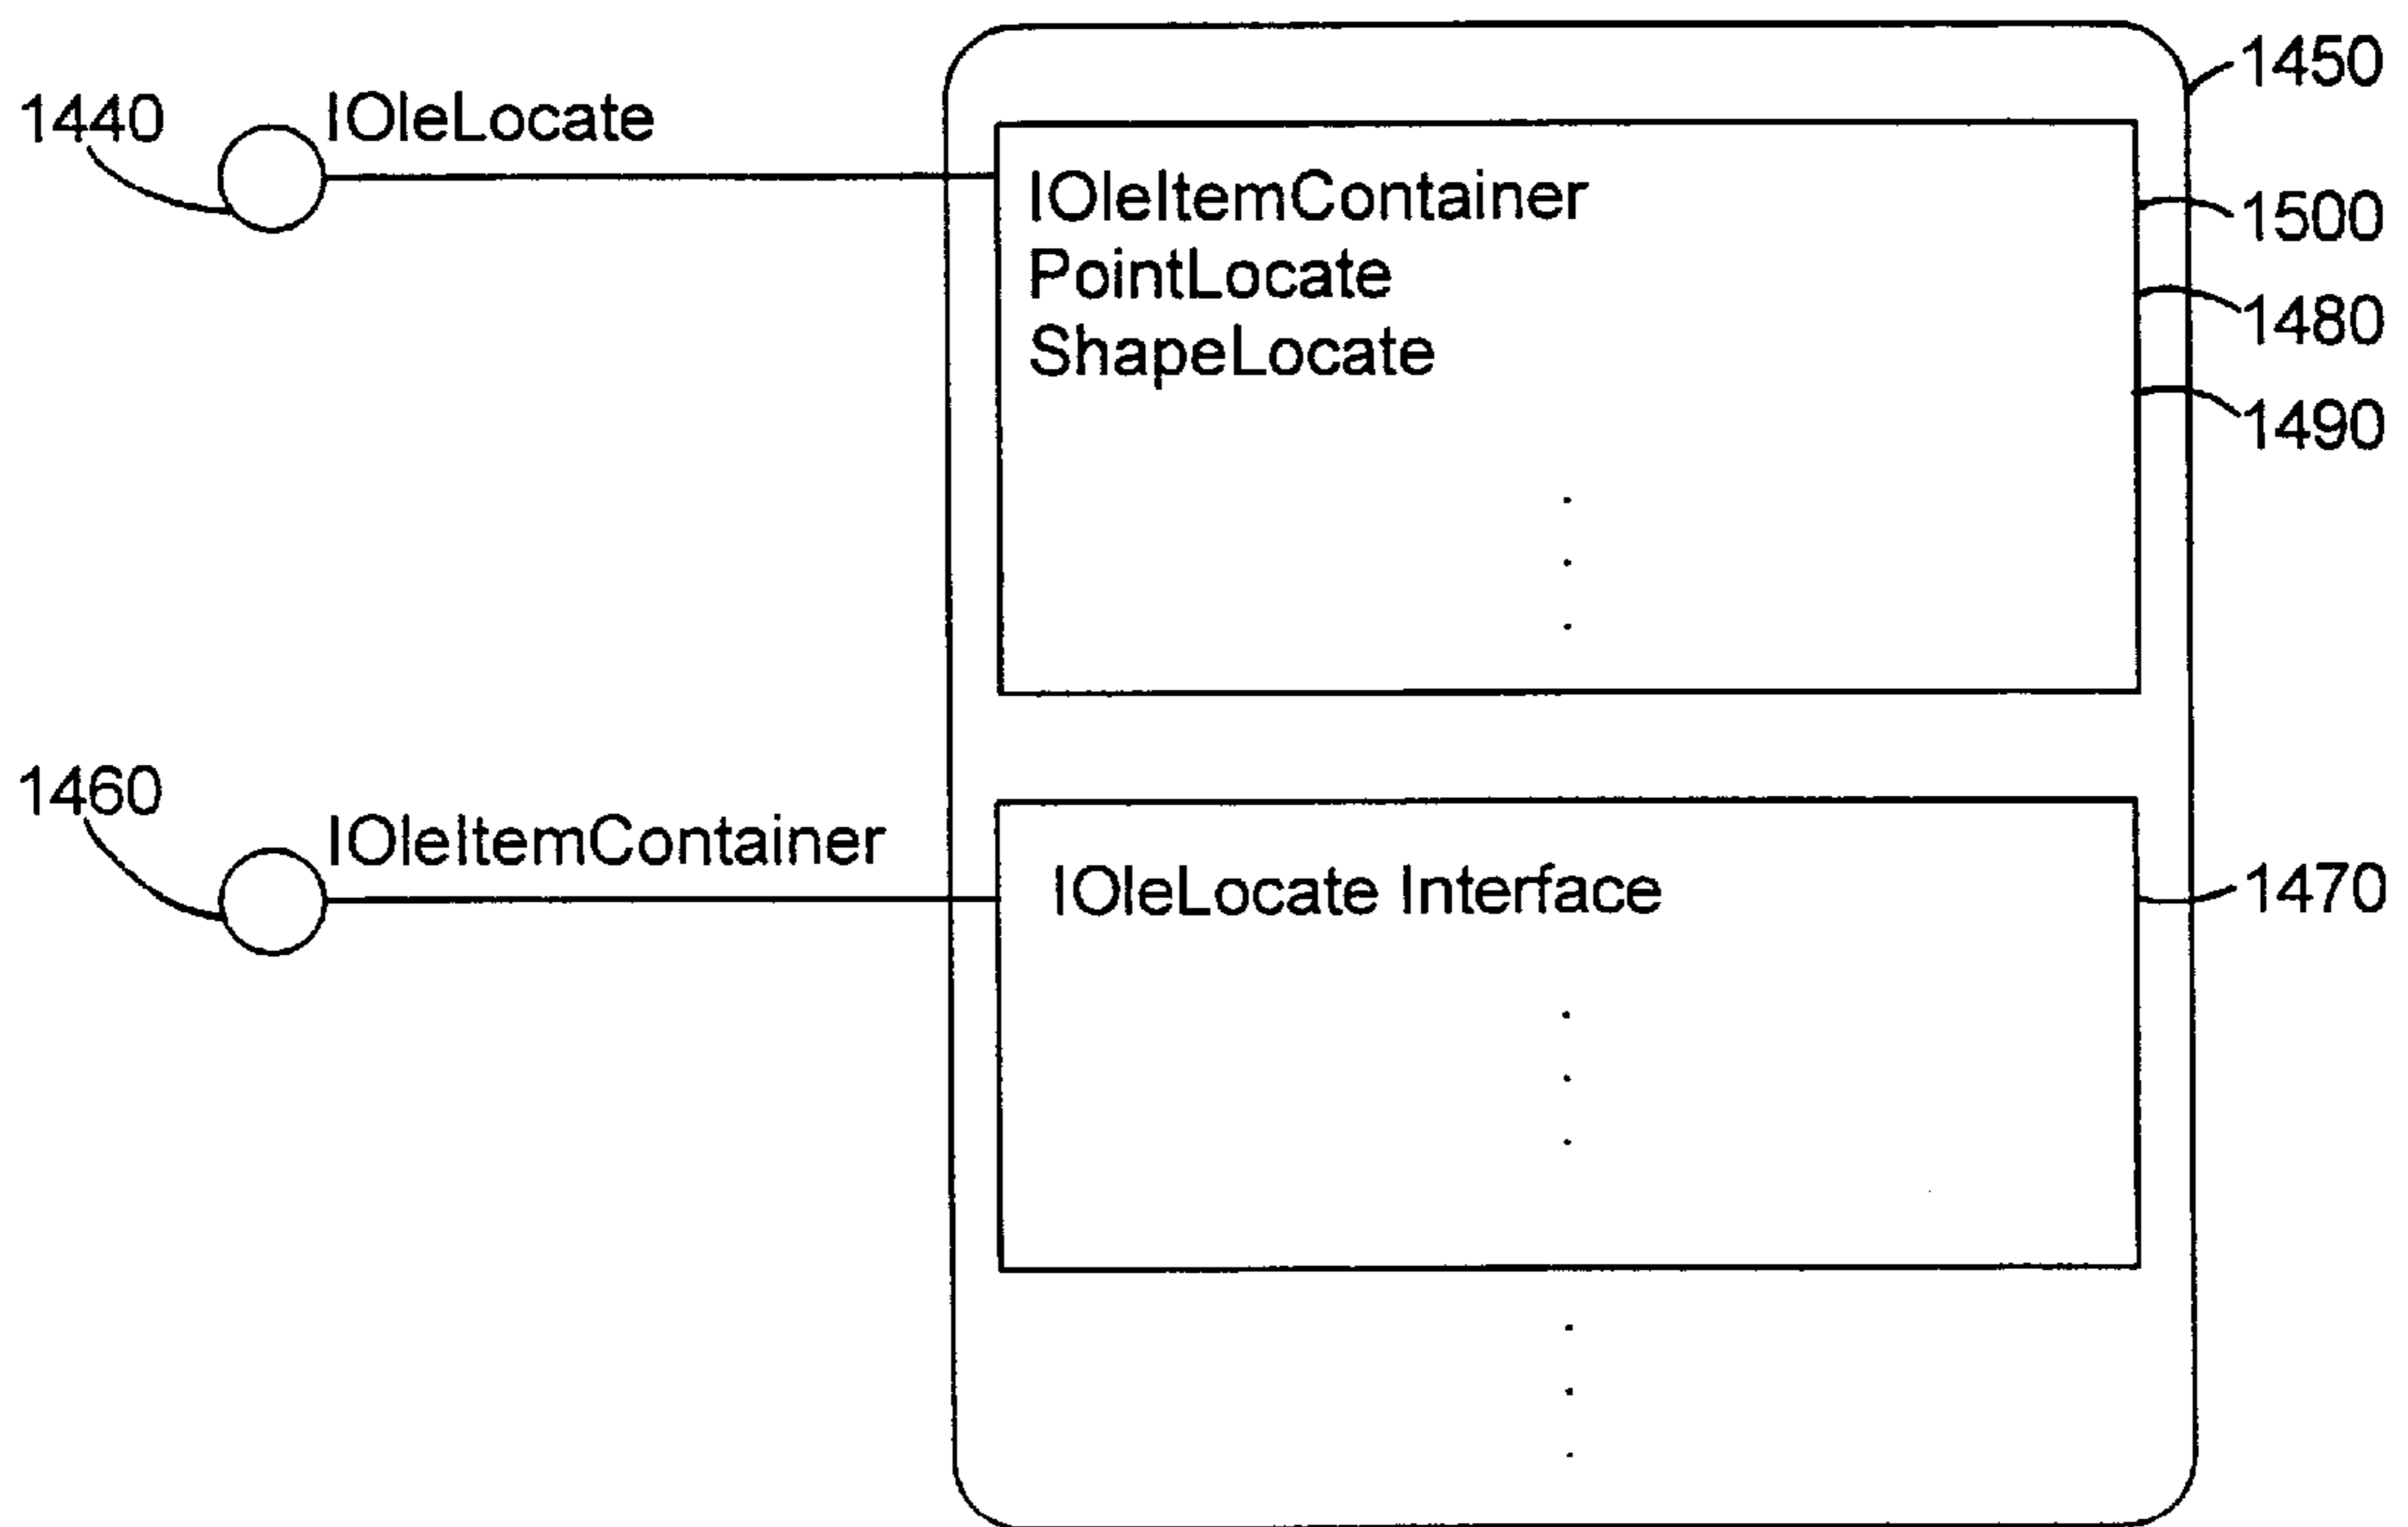 1450
1440
IOleLocate
IOleItemContainer
1500
PointLocate
1480
ShapeLocate
1490
1460
IOleItemContainer
IOleLocate Interface
1470